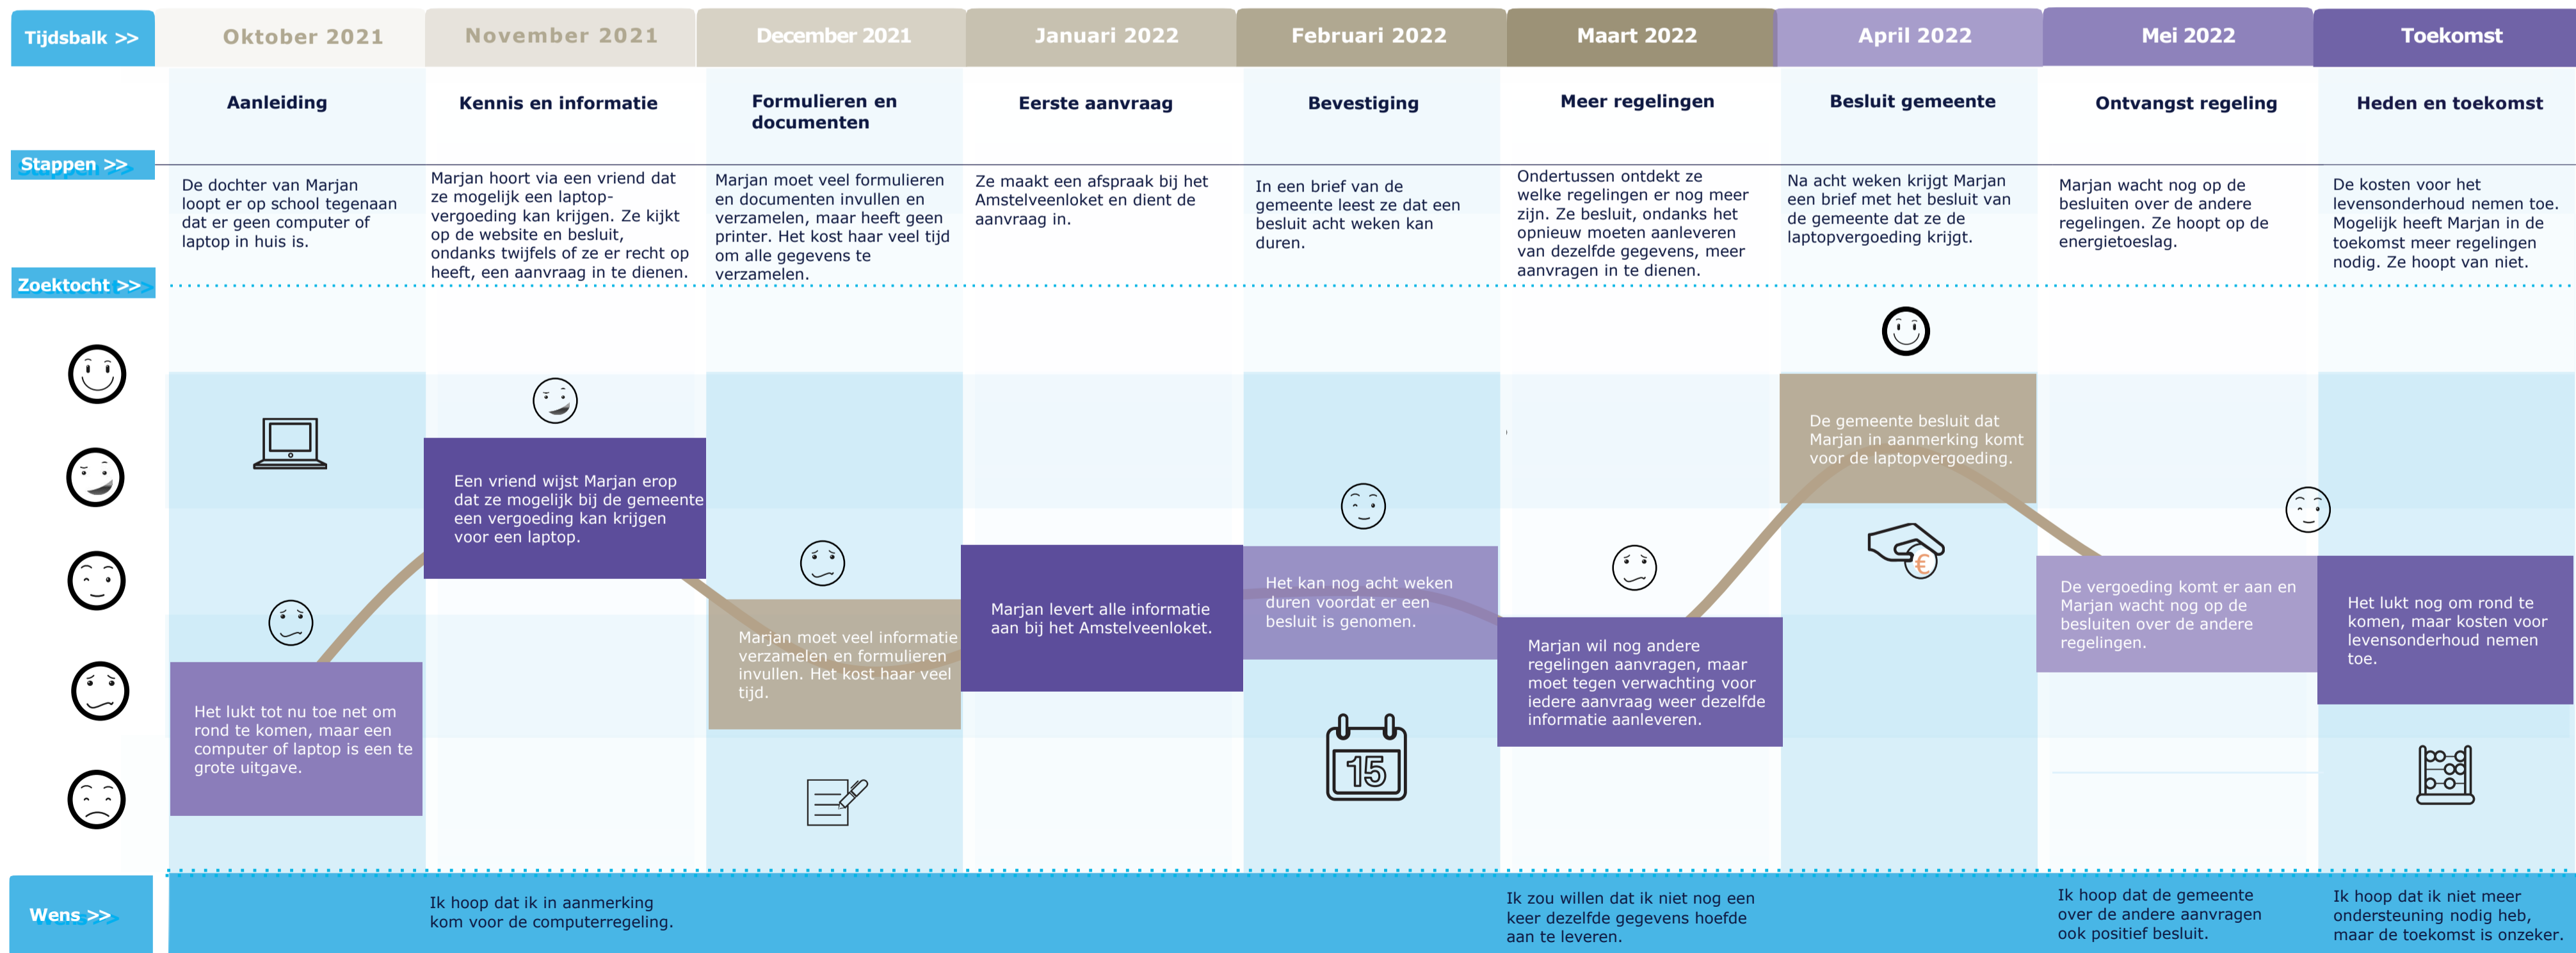 Tijdsbalk >>
Oktober 2021
November 2021
December 2021
Januari 2022
Februari 2022
Maart 2022
April 2022
Mei 2022
Toekomst
Aanleiding
Kennis en informatie
Formulieren en
documenten
Eerste aanvraag
Bevestiging
Meer regelingen
Besluit gemeente
Ontvangst regeling
Heden en toekomst
Stappen >>
De dochter van Marjan
loopt er op school tegenaan
dat er geen computer of
laptop in huis is.
Marjan hoort via een vriend dat
ze mogelijk een laptop-
vergoeding kan krijgen. Ze kijkt
op de website en besluit,
ondanks twijfels of ze er recht op
heeft, een aanvraag in te dienen.
Marjan moet veel formulieren
en documenten invullen en
verzamelen, maar heeft geen
printer. Het kost haar veel tijd
om alle gegevens te
verzamelen.
Ze maakt een afspraak bij het
Amstelveenloket en dient de
aanvraag in.
In een brief van de
gemeente leest ze dat een
besluit acht weken kan
duren.
Ondertussen ontdekt ze
welke regelingen er nog meer
zijn. Ze besluit, ondanks het
opnieuw moeten aanleveren
van dezelfde gegevens, meer
aanvragen in te dienen.
Na acht weken krijgt Marjan
een brief met het besluit van
de gemeente dat ze de
laptopvergoeding krijgt.
Marjan wacht nog op de
besluiten over de andere
regelingen. Ze hoopt op de
energietoeslag.
De kosten voor het
levensonderhoud nemen toe.
Mogelijk heeft Marjan in de
toekomst meer regelingen
nodig. Ze hoopt van niet.
Zoektocht >>
Het lukt tot nu toe net om
rond te komen, maar een
computer of laptop is een te
grote uitgave.
Een vriend wijst Marjan erop
dat ze mogelijk bij de gemeente
een vergoeding kan krijgen
voor een laptop.
Marjan moet veel informatie
verzamelen en formulieren
invullen. Het kost haar veel
tijd.
Marjan levert alle informatie
aan bij het Amstelveenloket.
Het kan nog acht weken
duren voordat er een
besluit is genomen.
15
Marjan wil nog andere
regelingen aanvragen, maar
moet tegen verwachting voor
iedere aanvraag weer dezelfde
informatie aanleveren.
De gemeente besluit dat
Marjan in aanmerking komt
voor de laptopvergoeding.
€
De vergoeding komt er aan en
Marjan wacht nog op de
besluiten over de andere
regelingen.
Het lukt nog om rond te
komen, maar kosten voor
levensonderhoud nemen
toe.
Wens >>
Ik hoop dat ik in aanmerking
kom voor de computerregeling.
Ik zou willen dat ik niet nog een
keer dezelfde gegevens hoefde
aan te leveren.
Ik hoop dat de gemeente
over de andere aanvragen
ook positief besluit.
Ik hoop dat ik niet meer
ondersteuning nodig heb,
maar de toekomst is onzeker.